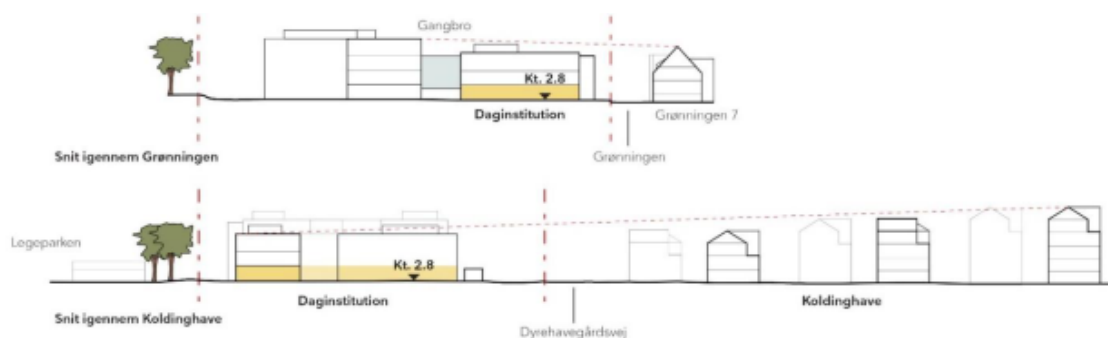 Gangbro
Kt. 2.8
Daginstitution
Grønningen 7
Grønningen
Snit igennem Grønningen
Legeparken
Kt. 2.8
Daginstitution
Koldinghave
Snit igennem Koldinghave
Dyrehavegårdsvej